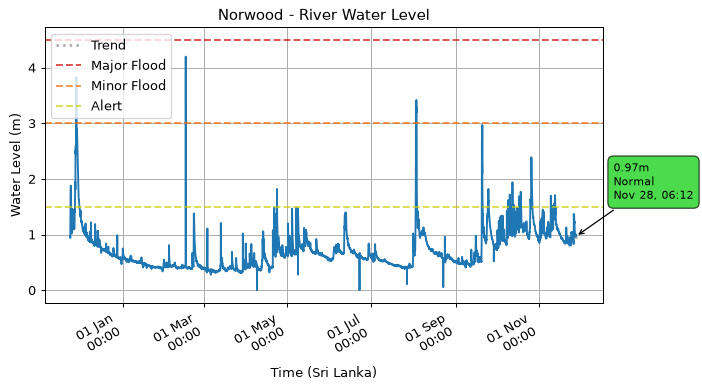 Norwood - River Water Level
Trend
Major Flood
Minor Flood
Alert
Water Level (m)
4
3
2
1
0
0.97m
Normal
Nov 28, 06:12
01 Jan
00:00
01 Mar
00:00
01 May
00:00
01 Jul
00:00
01 Sep
00:00
01 Nov
00:00
Time (Sri Lanka)